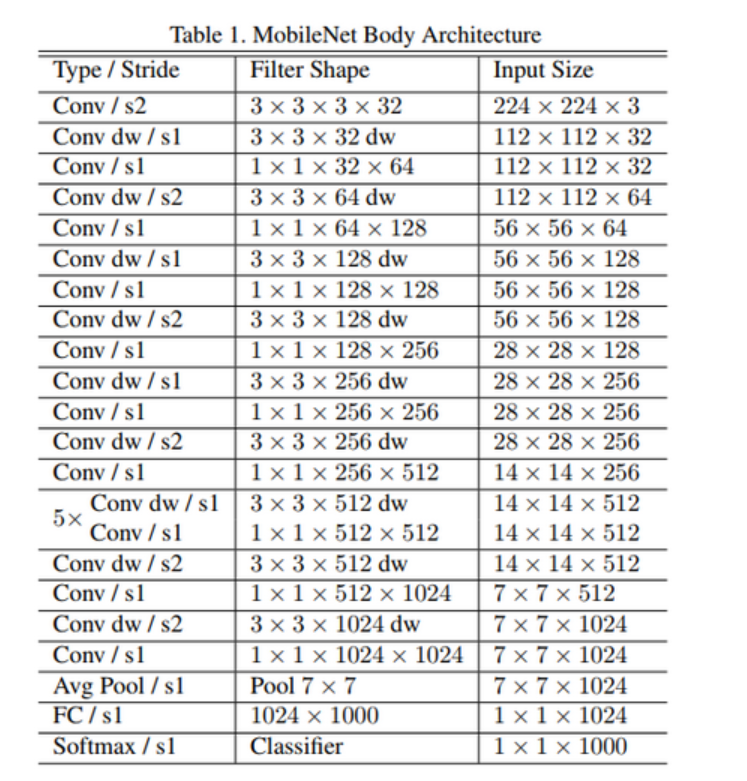 Table 1. MobileNet Body Architecture
Type / Stride Filter Shape Input Size
Conv / s2 3 × 3 × 3 × 32 224 × 224 × 3
Conv dw / s1 3 × 3 × 32 dw 112 × 112 × 32
Conv / s1 1 × 1 × 32 × 64 112 × 112 × 32
Conv dw / s2 3 × 3 × 64 dw 112 × 112 × 64
Conv / s1 1 × 1 × 64 × 128 56 × 56 × 64
Conv dw / s1 3 × 3 × 128 dw 56 × 56 × 128
Conv / s1 1 × 1 × 128 × 128 56 × 56 × 128
Conv dw / s2 3 × 3 × 128 dw 56 × 56 × 128
Conv / s1 1 × 1 × 128 × 256 28 × 28 × 128
Conv dw / s1 3 × 3 × 256 dw 28 × 28 × 256
Conv / s1 1 × 1 × 256 × 256 28 × 28 × 256
Conv dw / s2 3 × 3 × 256 dw 28 × 28 × 256
Conv / s1 1 × 1 × 256 × 512 14 × 14 × 256
5× Conv dw / s1 3 × 3 × 512 dw 14 × 14 × 512
Conv / s1 1 × 1 × 512 × 512 14 × 14 × 512
Conv dw / s2 3 × 3 × 512 dw 14 × 14 × 512
Conv / s1 1 × 1 × 512 × 1024 7 × 7 × 512
Conv dw / s2 3 × 3 × 1024 dw 7 × 7 × 1024
Conv / s1 1 × 1 × 1024 × 1024 7 × 7 × 1024
Avg Pool / s1 Pool 7 × 7 7 × 7 × 1024
FC / s1 1024 × 1000 1 × 1 × 1024
Softmax / s1 Classifier 1 × 1 × 1000